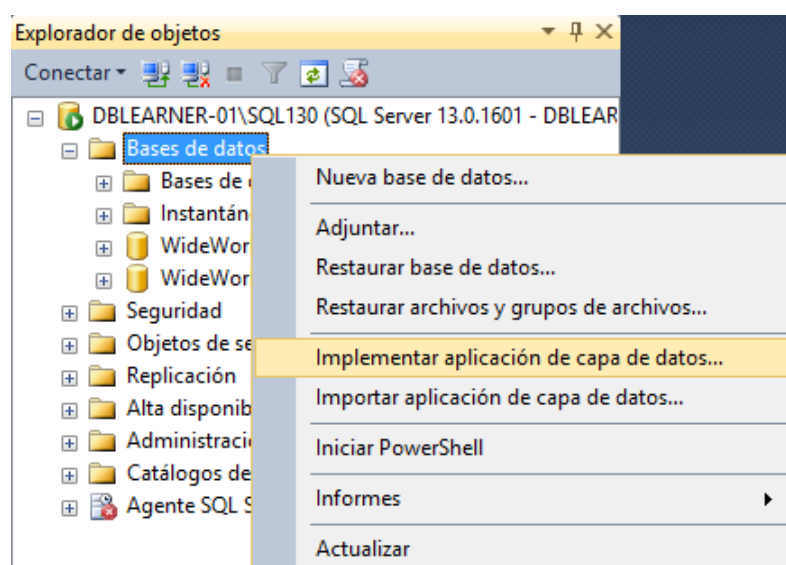 Explorador de objetos
Conectar
DBLEARNER-01\SQL130 (SQL Server 13.0.1601 - DBLEAR
Bases de datos
Bases de
Instantán
WideWor
WideWor
Seguridad
Objetos de se
Replicación
Alta disponib
Administraci
Catálogos de
Agente SQL S
Nueva base de datos...
Adjuntar...
Restaurar base de datos...
Restaurar archivos y grupos de archivos...
Implementar aplicación de capa de datos...
Importar aplicación de capa de datos...
Iniciar PowerShell
Informes
Actualizar